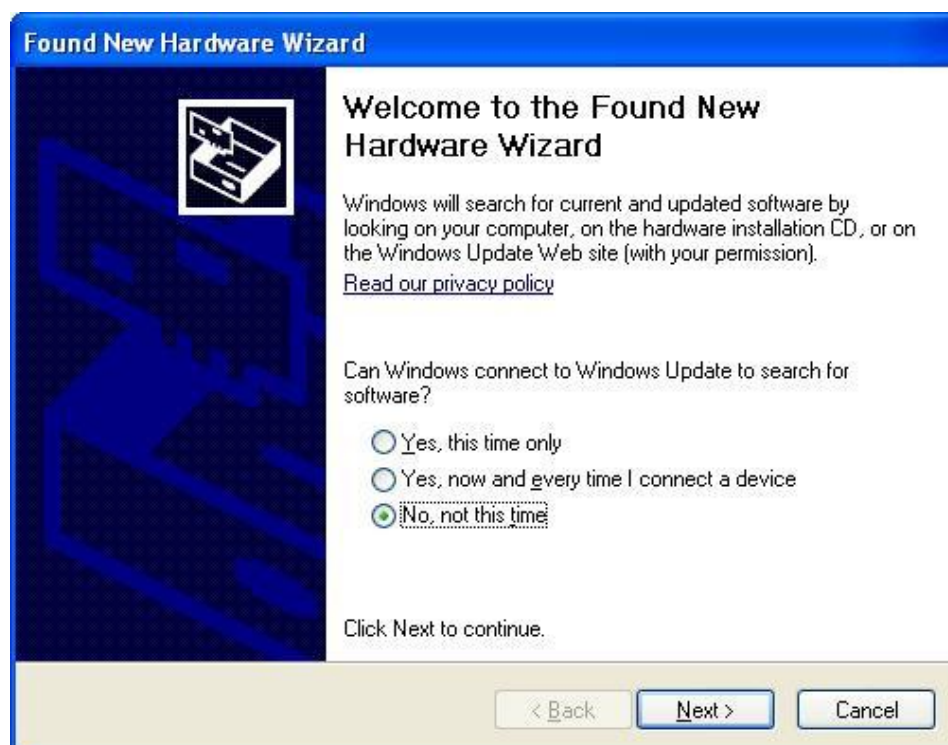 Found New Hardware Wizard
Welcome to the Found New
Hardware Wizard
Windows will search for current and updated software by
looking on your computer, on the hardware installation CD, or on
the Windows Update Web site (with your permission).
Read our privacy policy
Can Windows connect to Windows Update to search for
software?
Yes, this time only
Yes, now and every time I connect a device
No, not this time
Click Next to continue.
< Back Next > Cancel